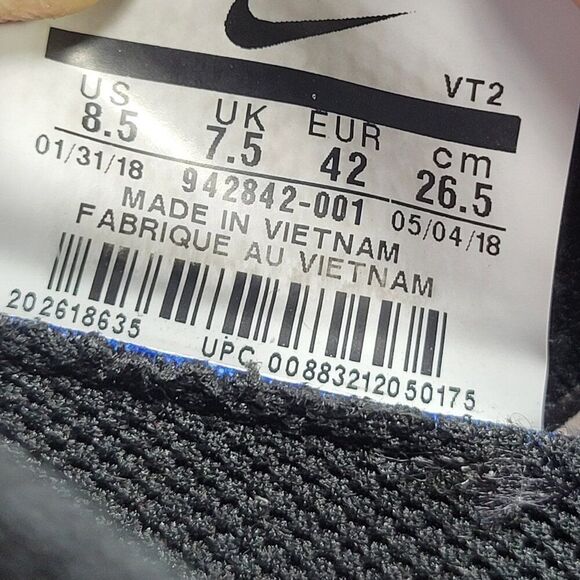 VT2
US UK EUR cm
8.5 7.5 42 26.5
01/31/18 942842-001 05/04/18
MADE IN VIETNAM
FABRIQUE AU VIETNAM
202618635 UPC 00883212050175